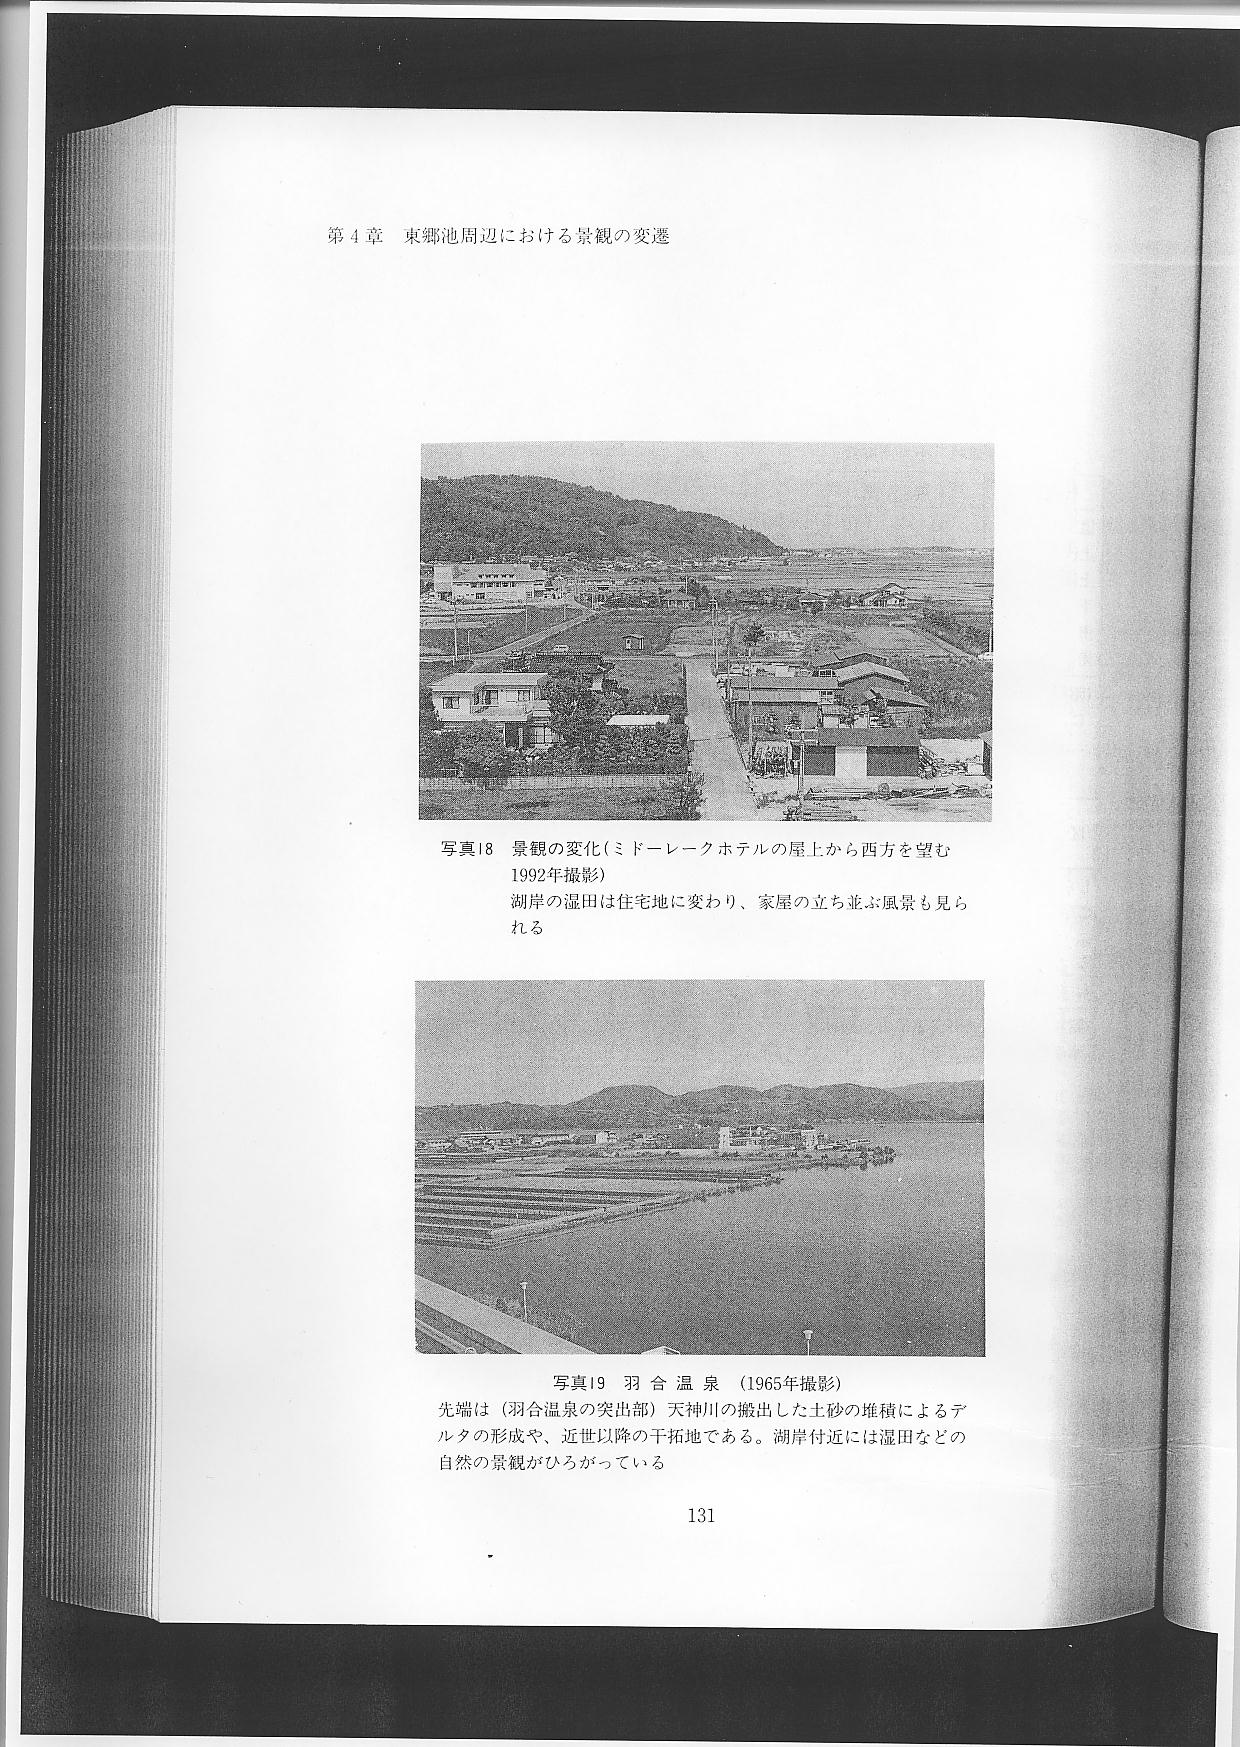 第4章　東郷池周辺における景観の変遷
写真18　景観の変化(ミドーレークホテルの屋上から西方を望む
1992年撮影)
湖岸の湿田は住宅地に変わり、家屋の立ち並ぶ風景も見ら
れる
写真19　羽合温泉　(1965年撮影)
先端は（羽合温泉の突出部）天神川の搬出した土砂の堆積によるデ
ルタの形成や、近世以降の干拓地である。湖岸付近には湿田などの
自然の景観がひろがっている
131